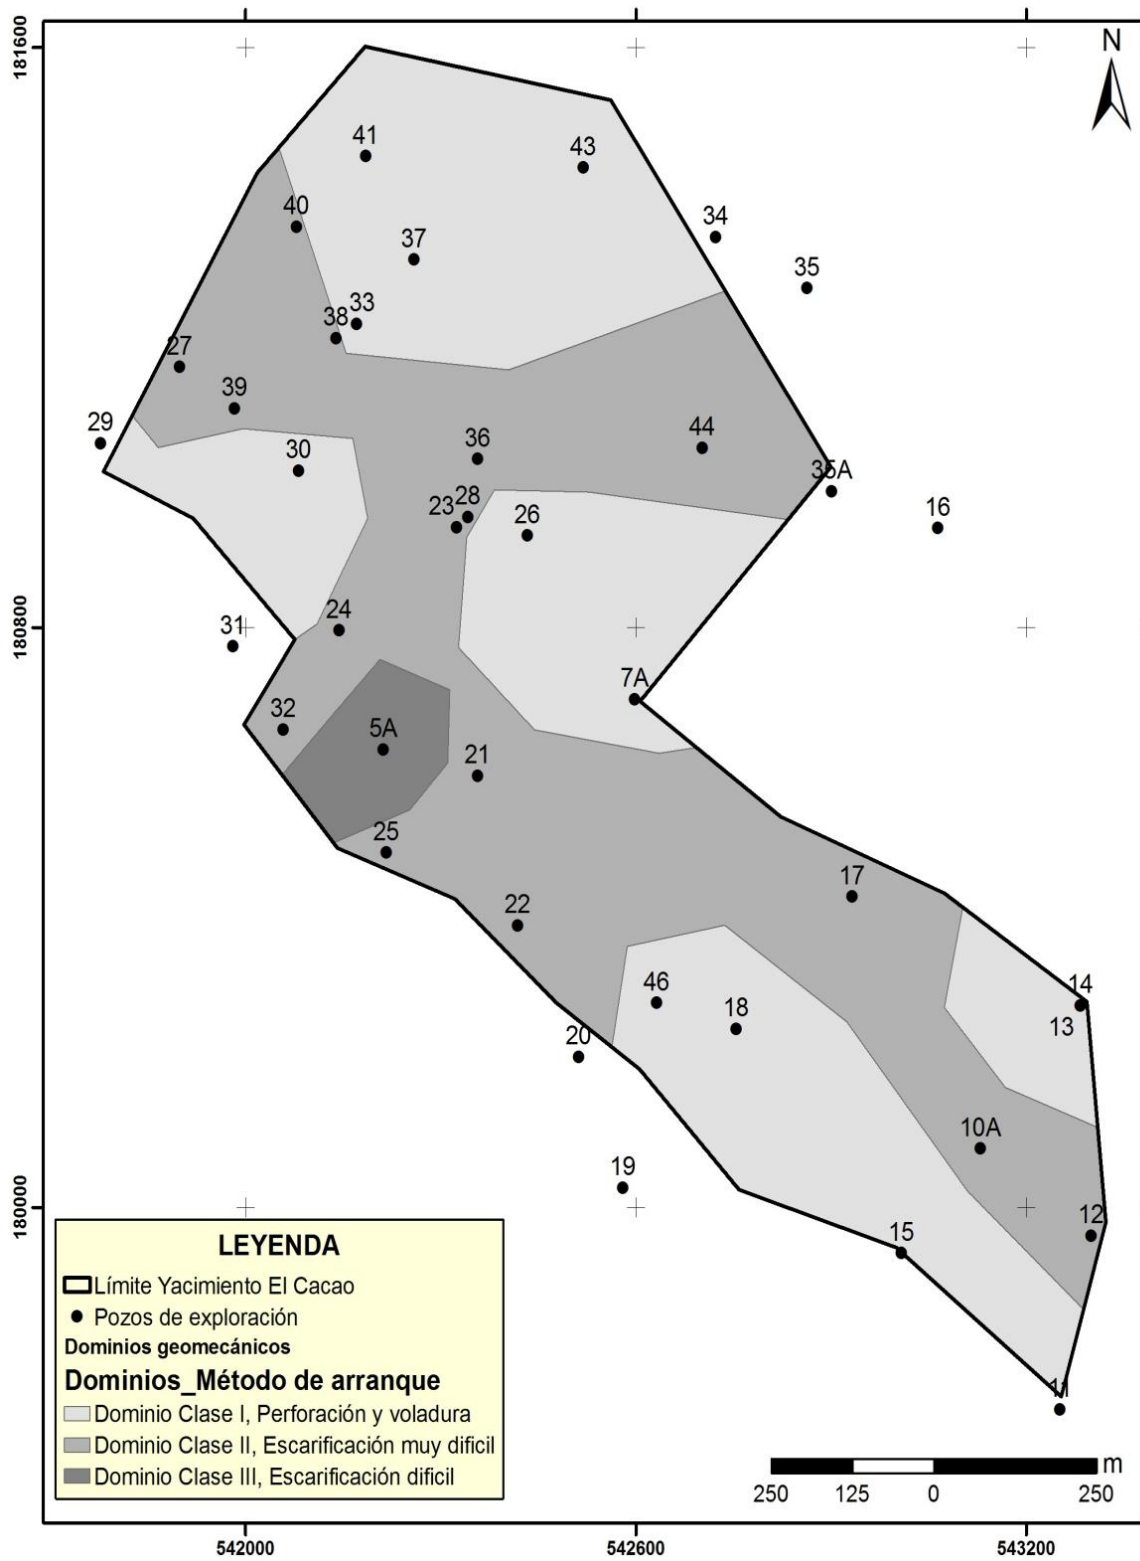 181600
N
41
43
40
34
37
35
33
38
27
39
29
44
36
30
35A
28
16
23
26
180800
24
31
7A
32
5A
21
25
17
22
14
46
18
13
20
10A
19
180000
12
15
11
LEYENDA
Límite Yacimiento El Cacao
Pozos de exploración
Dominios geomecánicos
Dominios_Método de arranque
Dominio Clase I, Perforación y voladura
Dominio Clase II, Escarificación muy dificil
Dominio Clase III, Escarificación dificil
m
250 125 0 250
542000 542600 543200